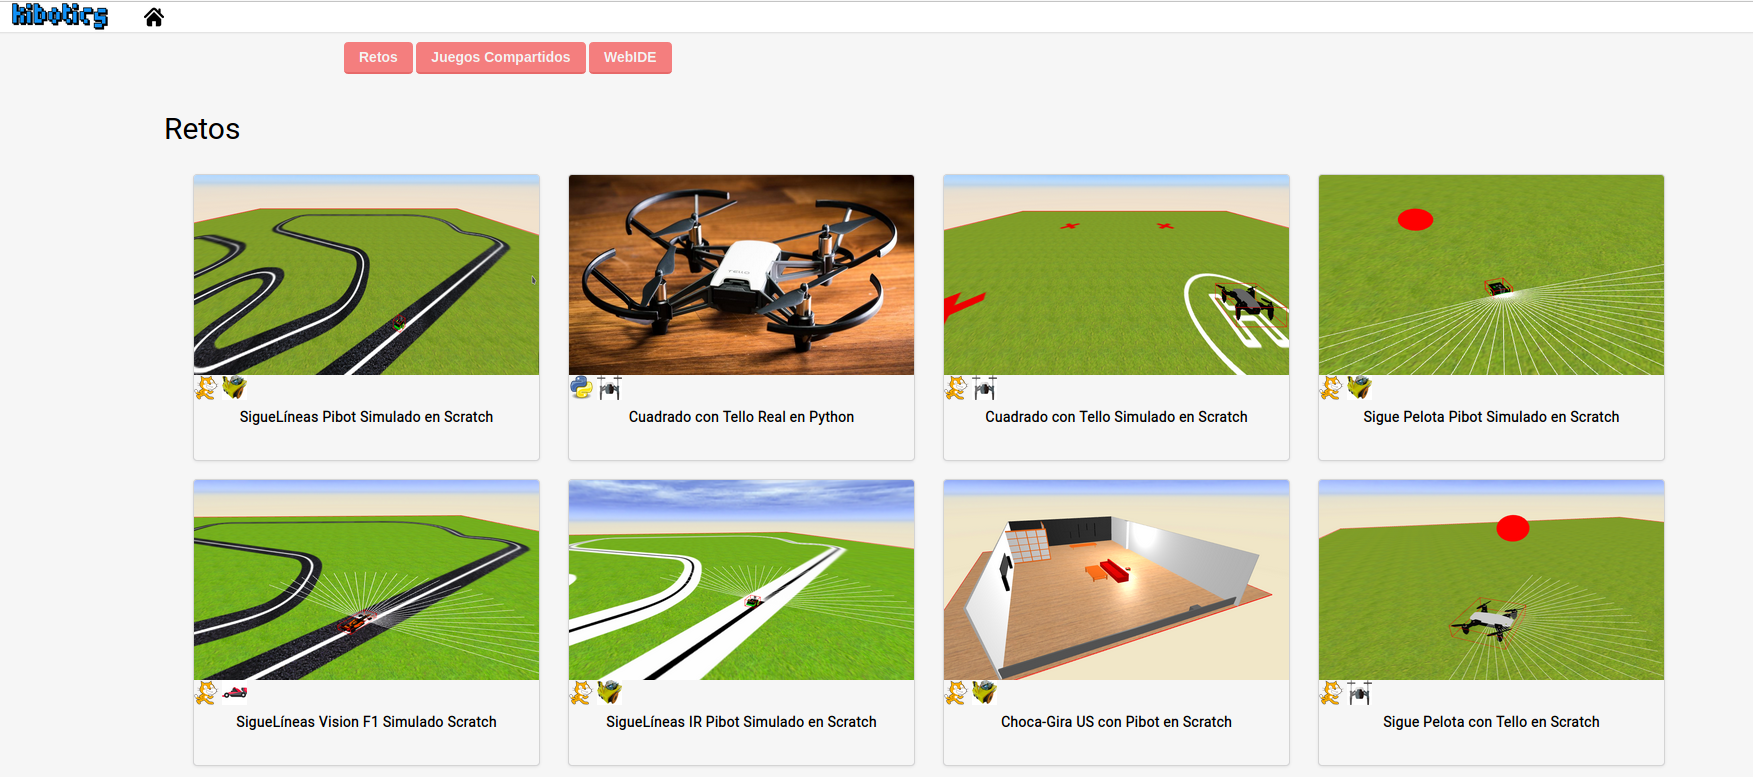 kibotics
Retos
Juegos Compartidos
WebIDE
Retos
TELLO
H
SigueLíneas Pibot Simulado en Scratch
Cuadrado con Tello Real en Python
Cuadrado con Tello Simulado en Scratch
Sigue Pelota Pibot Simulado en Scratch
SigueLíneas Vision F1 Simulado Scratch
SigueLíneas IR Pibot Simulado en Scratch
Choca-Gira US con Pibot en Scratch
Sigue Pelota con Tello en Scratch